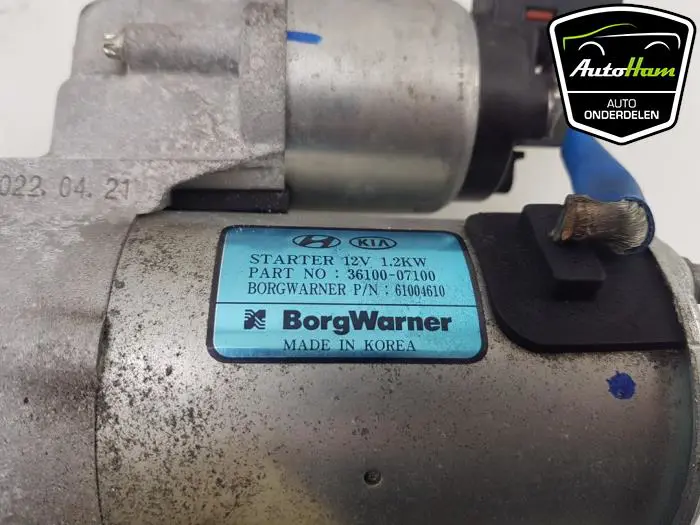 AutoHam
AUTO
ONDERDELEN
022.04.21
KIA
STARTER 12V 1.2KW
PART NO : 36100-07100
BORGWARNER P/N : 61004610
BorgWarner
MADE IN KOREA